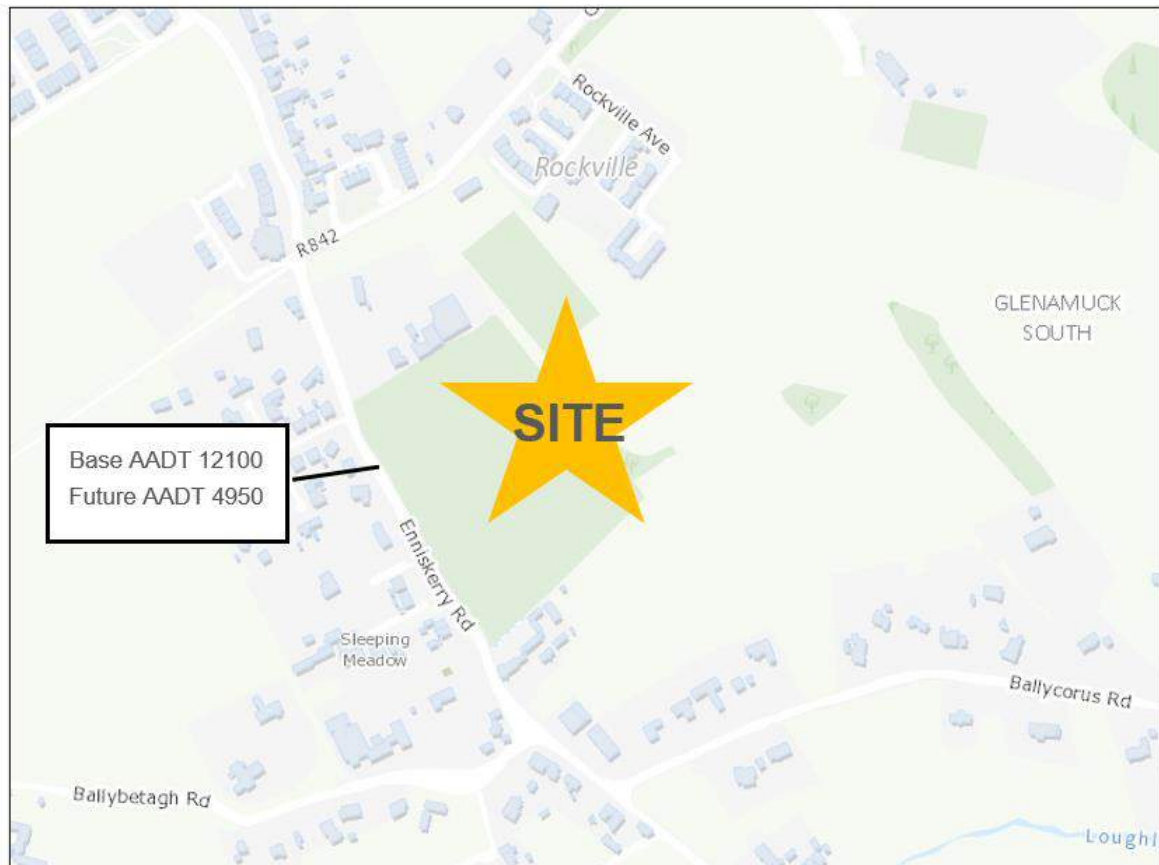 Rockville Ave
Rockville
R842
GLENAMUCK
SOUTH
SITE
Base AADT 12100
Future AADT 4950
Enniskerry Rd
Sleeping
Meadow
Ballycorus Rd
Ballybetagh Rd
Loughl